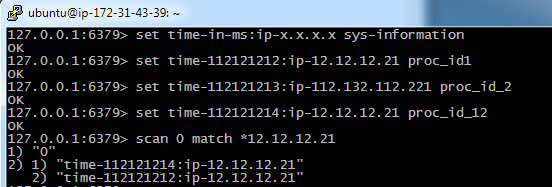 ubuntu@ip-172-31-43-39: ~
127.0.0.1:6379> set time-in-ms:ip-x.x.x.x sys-information
OK
127.0.0.1:6379> set time-112121212:ip-12.12.12.21 proc_id1
OK
127.0.0.1:6379> set time-112121213:ip-112.132.112.221 proc_id_2
OK
127.0.0.1:6379> set time-112121214:ip-12.12.12.21 proc_id_12
OK
127.0.0.1:6379> scan 0 match *12.12.12.21
1) "0"
2) 1) "time-112121214:ip-12.12.12.21"
2) "time-112121212:ip-12.12.12.21"